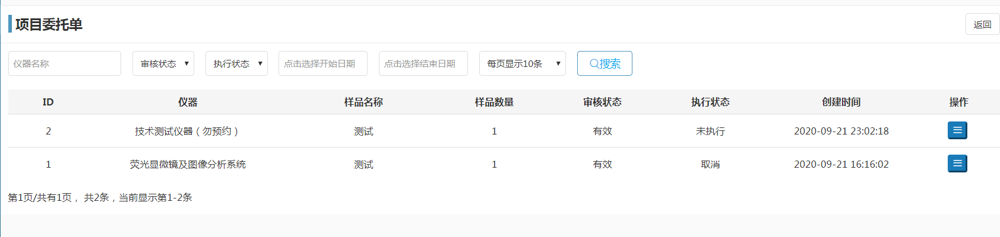 项目委托单
返回
仪器名称 审核状态 执行状态 点击选择开始日期 点击选择结束日期 每页显示10条 搜索
ID 仪器 样品名称 样品数量 审核状态 执行状态 创建时间 操作
2 技术测试仪器（勿预约） 测试 1 有效 未执行 2020-09-21 23:02:18
1 荧光显微镜及图像分析系统 测试 1 有效 取消 2020-09-21 16:16:02
第1页/共有1页， 共2条，当前显示第1-2条